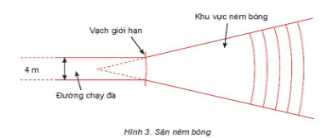 Khu vực ném bóng
Vạch giới hạn
4 m
Đường chạy đà
Hình 3. Sân ném bóng